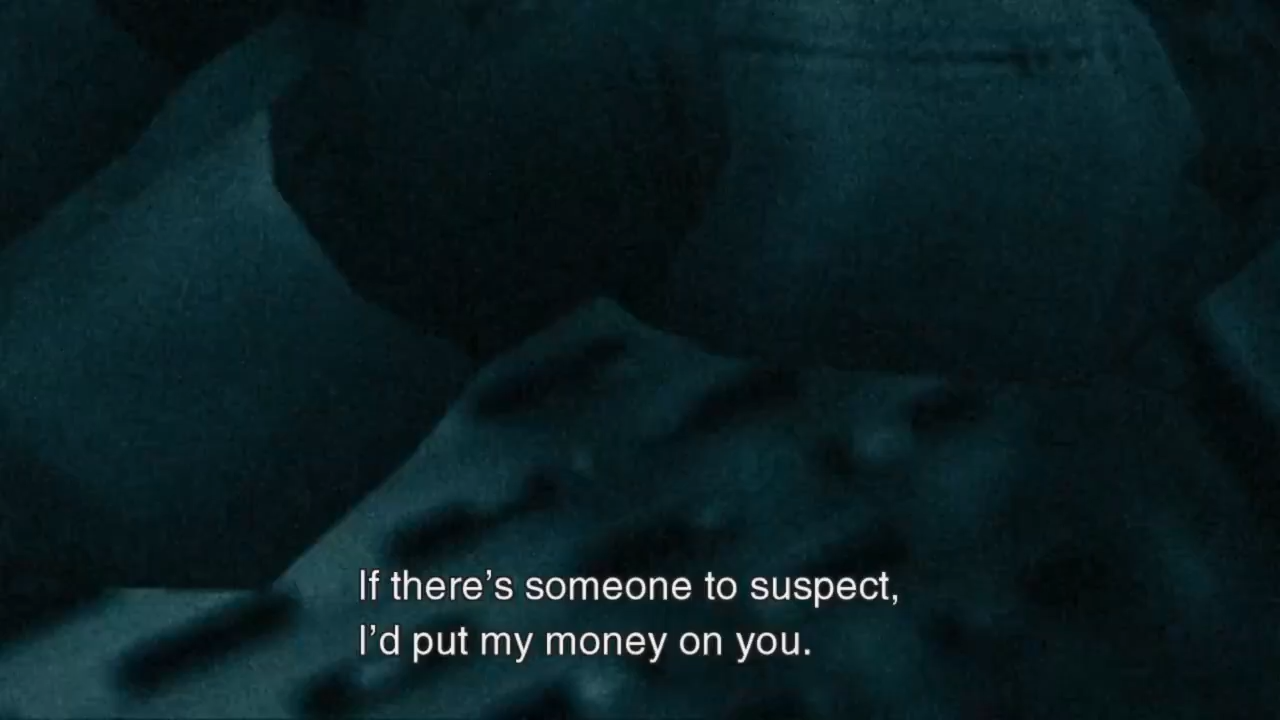 If there’s someone to suspect,
I’d put my money on you.